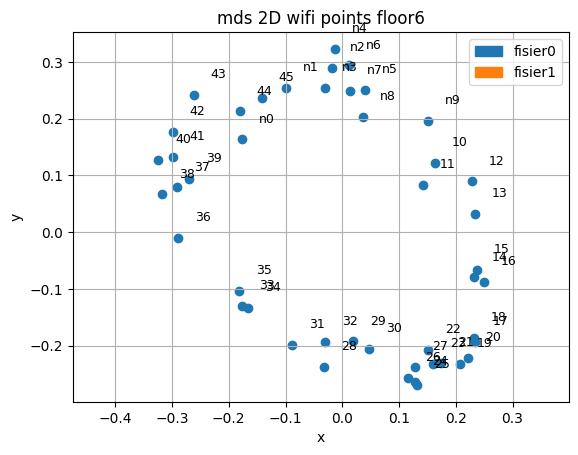 mds 2D wifi points floor6
n4
n2 n6
43 n1 n3 n7 n5
44 45 n8
42 n0 n9
40 41 10
39 11 12
38 37 13
36
15
14 16
35
33 34
31 32 29 30 22 18 17
28 27 23 21 19 20
26 24 25
fisier0
fisier1
y
0.3
0.2
0.1
0.0
−0.1
−0.2
−0.4 −0.3 −0.2 −0.1 0.0 0.1 0.2 0.3
x